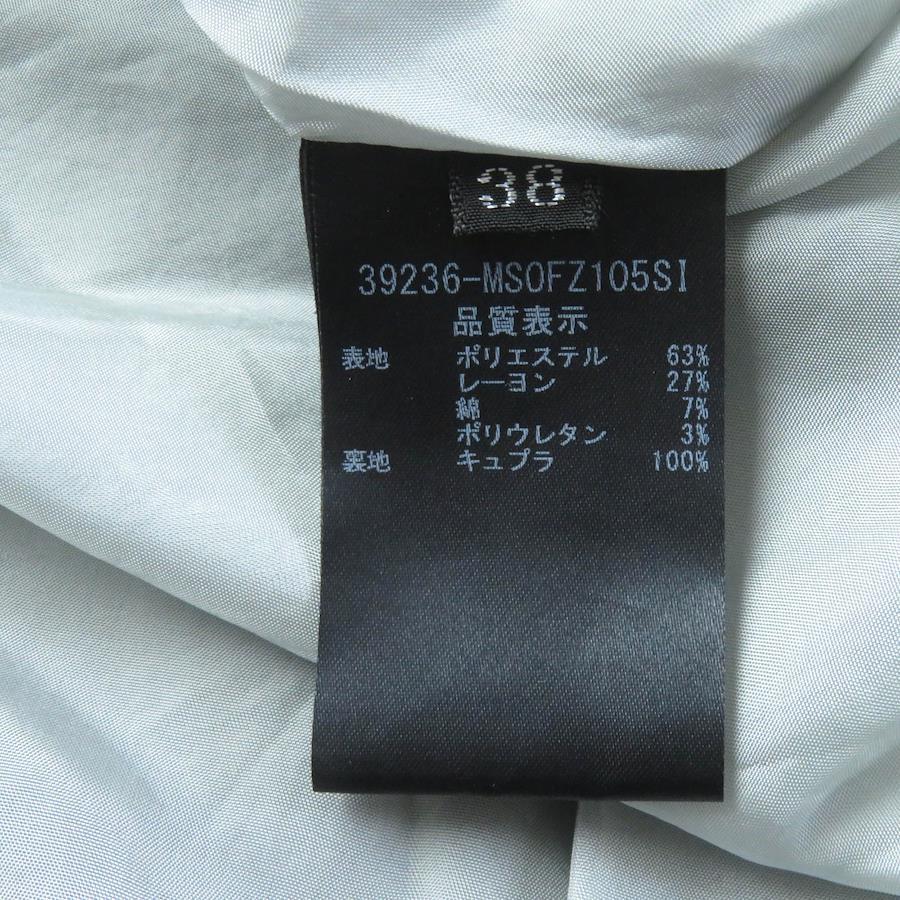 38
39236-MSOFZ105SI
品質表示
表地 ポリエステル 63%
レーヨン 27%
綿 7%
ポリウレタン 3%
裏地 キュプラ 100%